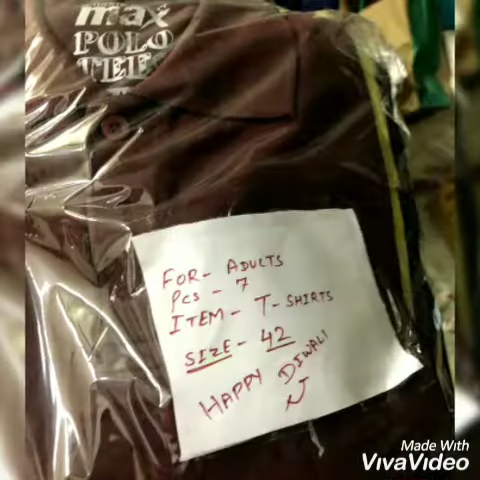 max
POLO
TEES
FOR- ADULTS
PCS - 7
ITEM - T-SHIRTS
SIZE - 42
HAPPY DIWALI
N
Made With
VivaVideo